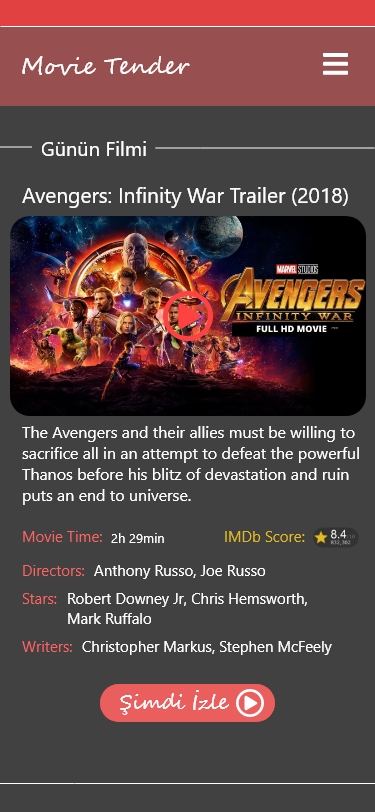 Movie Tender
Günün Filmi
Avengers: Infinity War Trailer (2018)
MARVEL STUDIOS
AVENGERS
INFINITY WAR
FULL HD MOVIE
The Avengers and their allies must be willing to
sacrifice all in an attempt to defeat the powerful
Thanos before his blitz of devastation and ruin
puts an end to universe.
Movie Time: 2h 29min IMDb Score: 8.4
Directors: Anthony Russo, Joe Russo
Stars: Robert Downey Jr, Chris Hemsworth,
Mark Ruffalo
Writers: Christopher Markus, Stephen McFeely
Şimdi İzle